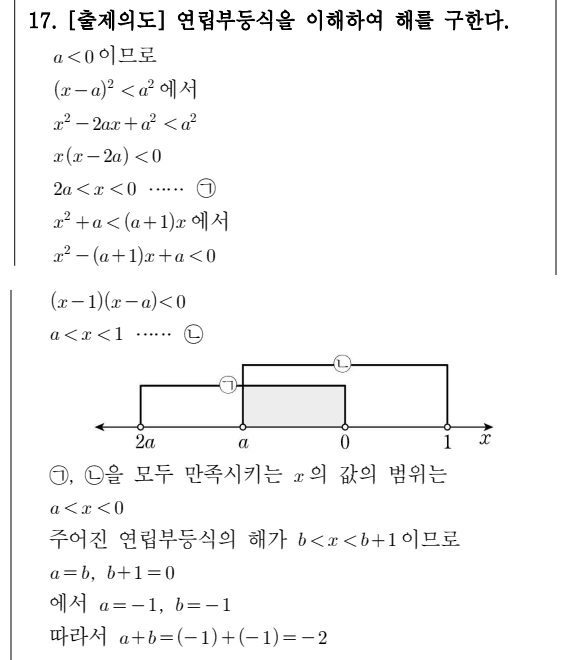 17. [출제의도] 연립부등식을 이해하여 해를 구한다.
a<0이므로
(x-a)²<a²에서
x²-2ax+a²<a²
x(x-2a)<0
2a<x<0 …… ㉠
x²+a<(a+1)x에서
x²-(a+1)x+a<0
(x-1)(x-a)<0
a<x<1 …… ㉡
㉡
㉠
2a a 0 1 x
㉠, ㉡을 모두 만족시키는 x의 값의 범위는
a<x<0
주어진 연립부등식의 해가 b<x<b+1이므로
a=b, b+1=0
에서 a=-1, b=-1
따라서 a+b=(-1)+(-1)=-2